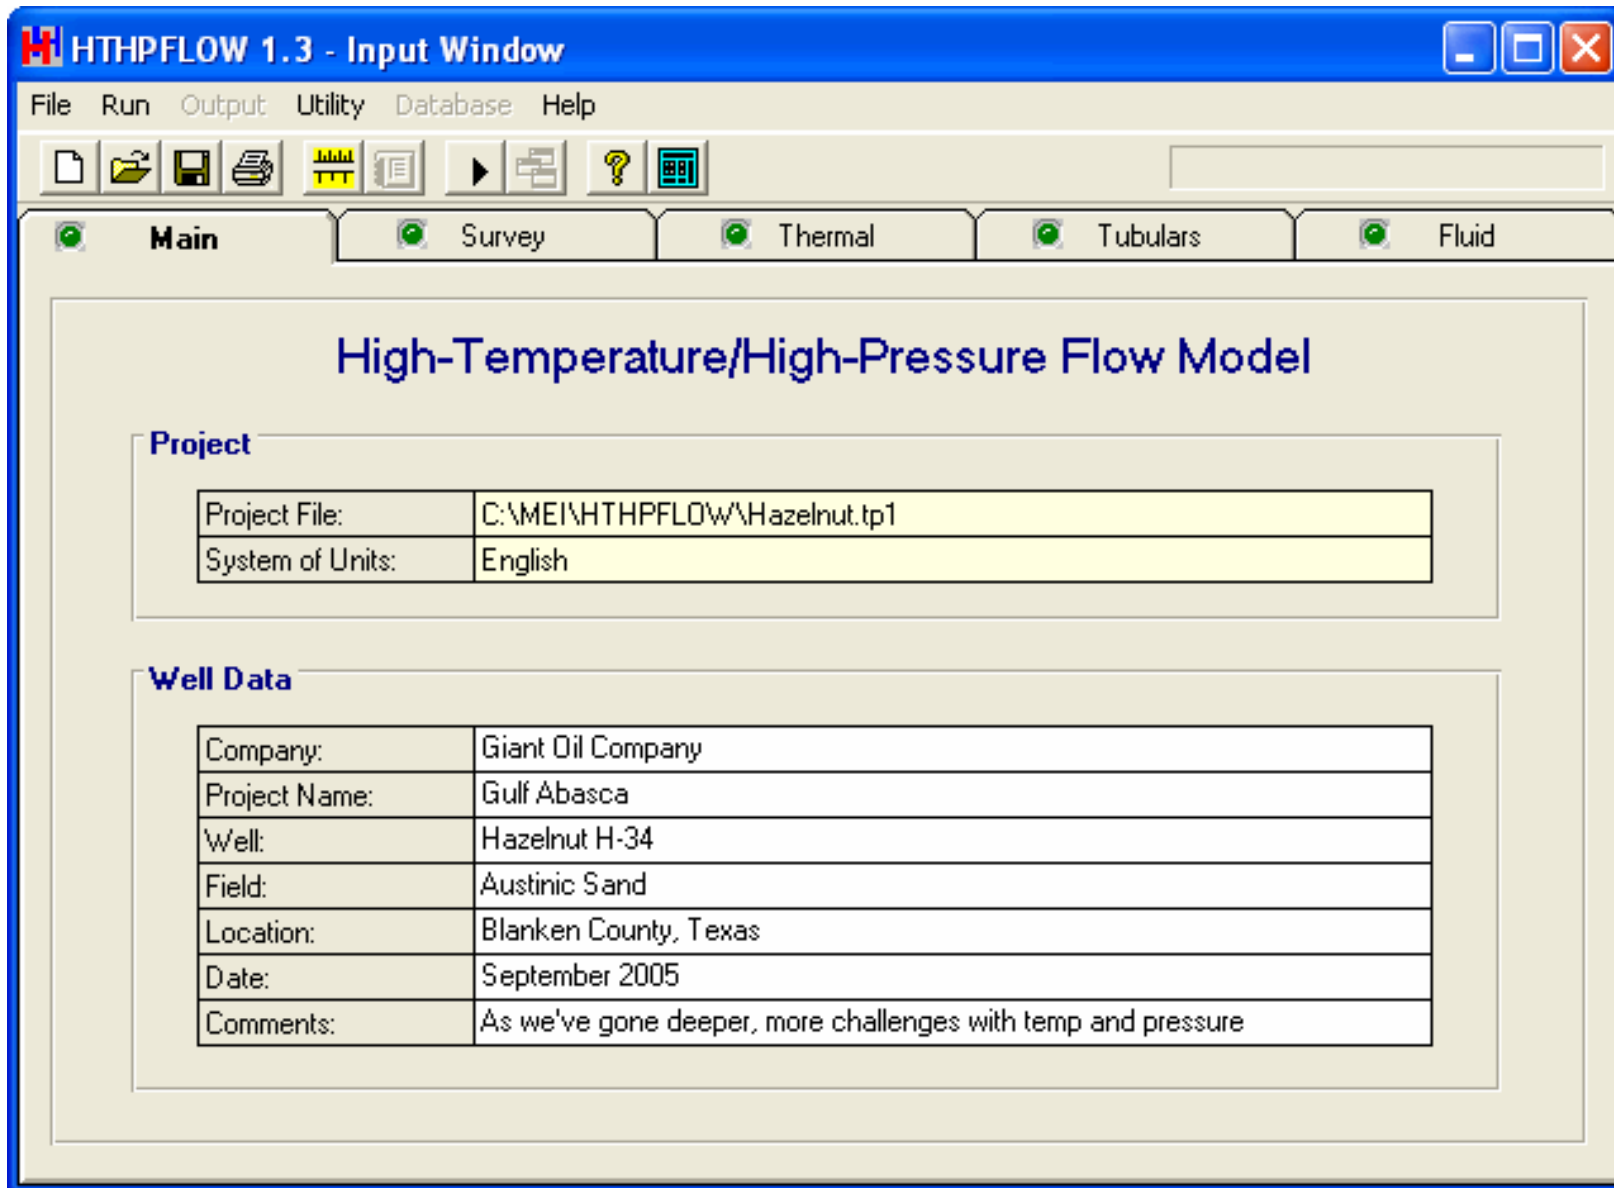 HTHPFLOW 1.3 - Input Window
File Run Output Utility Database Help
Main Survey Thermal Tubulars Fluid
High-Temperature/High-Pressure Flow Model
Project
Project File: C:\MEI\HTHPFLOW\Hazelnut.tp1
System of Units: English
Well Data
Company: Giant Oil Company
Project Name: Gulf Abasca
Well: Hazelnut H-34
Field: Austinic Sand
Location: Blanken County, Texas
Date: September 2005
Comments: As we've gone deeper, more challenges with temp and pressure